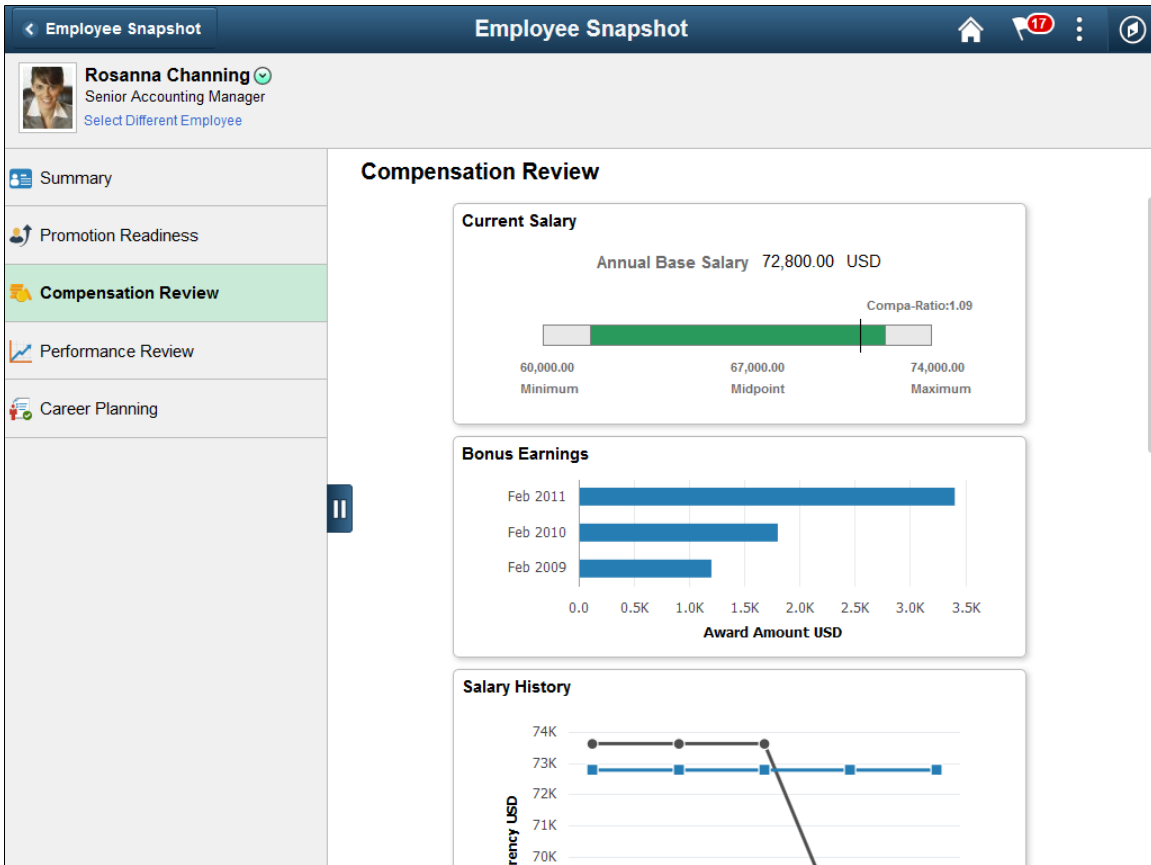 Employee Snapshot
Employee Snapshot
17
Rosanna Channing
Senior Accounting Manager
Select Different Employee
Summary
Promotion Readiness
Compensation Review
Performance Review
Career Planning
Compensation Review
Current Salary
Annual Base Salary 72,800.00 USD
Compa-Ratio:1.09
60,000.00 67,000.00 74,000.00
Minimum Midpoint Maximum
Bonus Earnings
Feb 2011
Feb 2010
Feb 2009
0.0 0.5K 1.0K 1.5K 2.0K 2.5K 3.0K 3.5K
Award Amount USD
Salary History
74K
73K
72K
71K
70K
rency USD